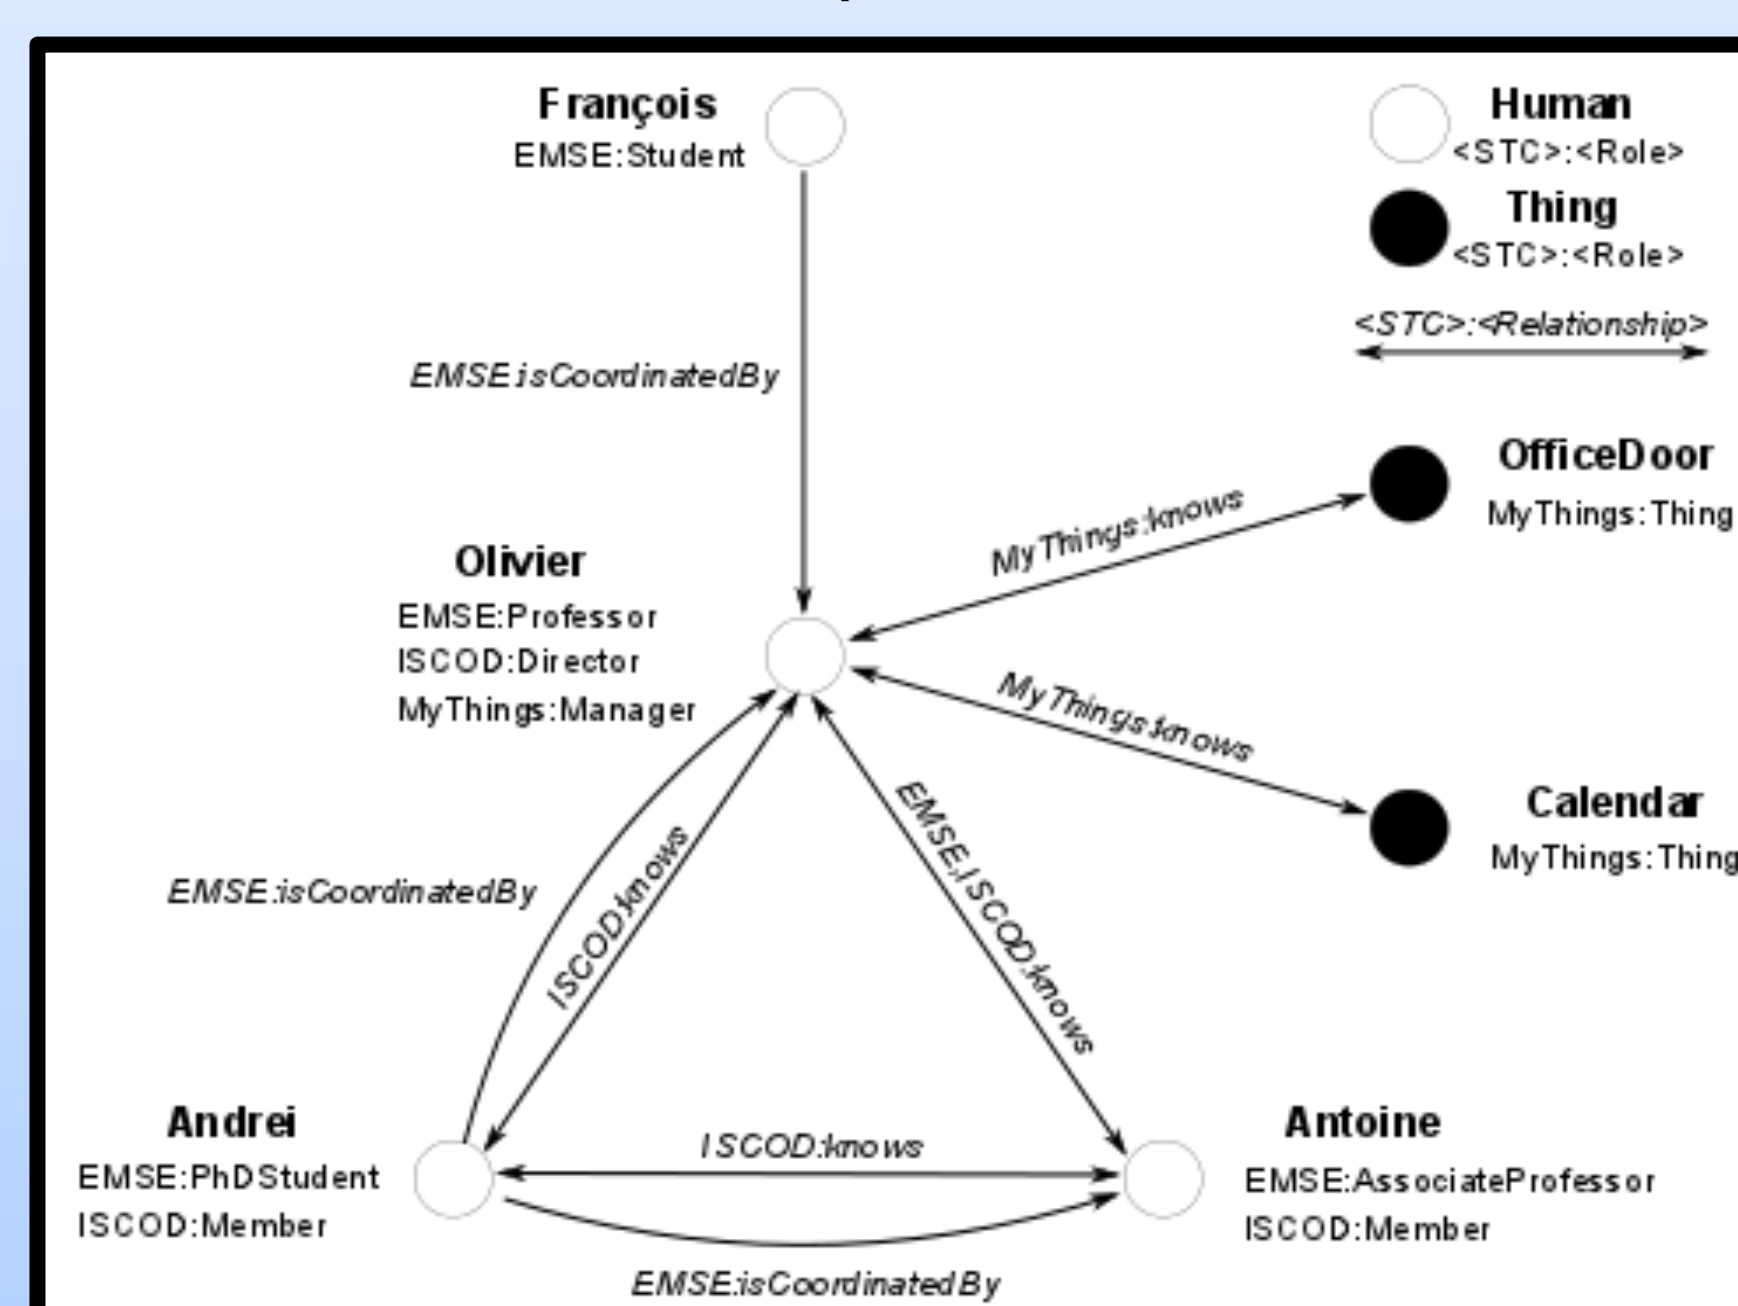 François
EMSE:Student
Human
<STC>:<Role>
Thing
<STC>:<Role>
<STC>:<Relationship>
EMSE:isCoordinatedBy
OfficeDoor
MyThings:Thing
MyThings:knows
Olivier
EMSE:Professor
ISCOD:Director
MyThings:Manager
MyThings:knows
Calendar
MyThings:Thing
EMSE:isCoordinatedBy
ISCOD:knows
EMSE,ISCOD:knows
Andrei
EMSE:PhDStudent
ISCOD:Member
ISCOD:knows
Antoine
EMSE:AssociateProfessor
ISCOD:Member
EMSE:isCoordinatedBy